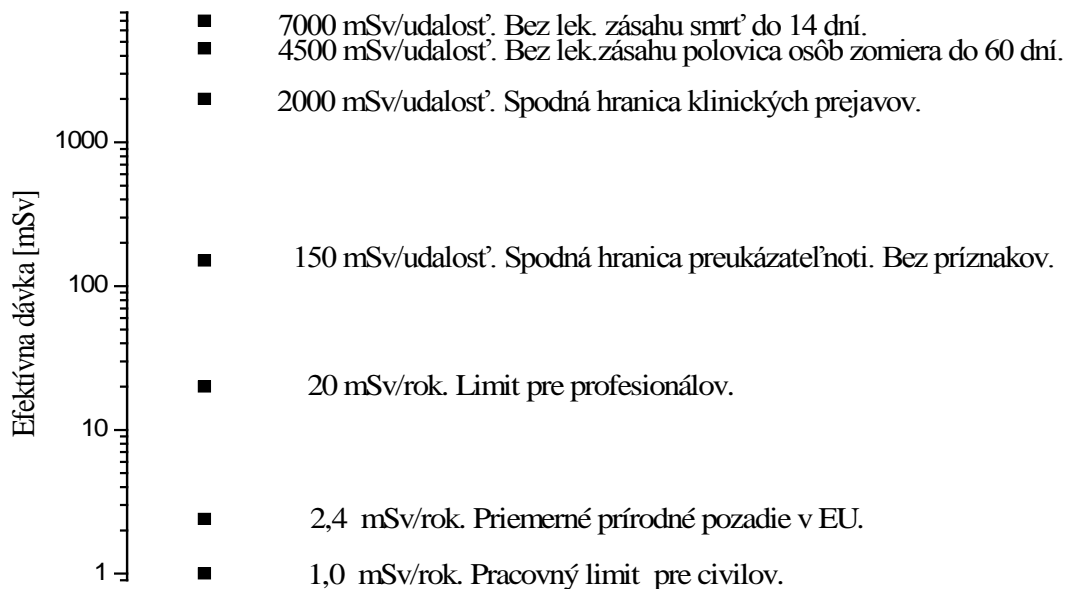 7000 mSv/udalosť. Bez lek. zásahu smrť do 14 dní.
4500 mSv/udalosť. Bez lek.zásahu polovica osôb zomiera do 60 dní.
2000 mSv/udalosť. Spodná hranica klinických prejavov.
1000
150 mSv/udalosť. Spodná hranica preukázateľnoti. Bez príznakov.
100
20 mSv/rok. Limit pre profesionálov.
10
2,4 mSv/rok. Priemerné prírodné pozadie v EU.
1
1,0 mSv/rok. Pracovný limit pre civilov.
Efektívna dávka [mSv]